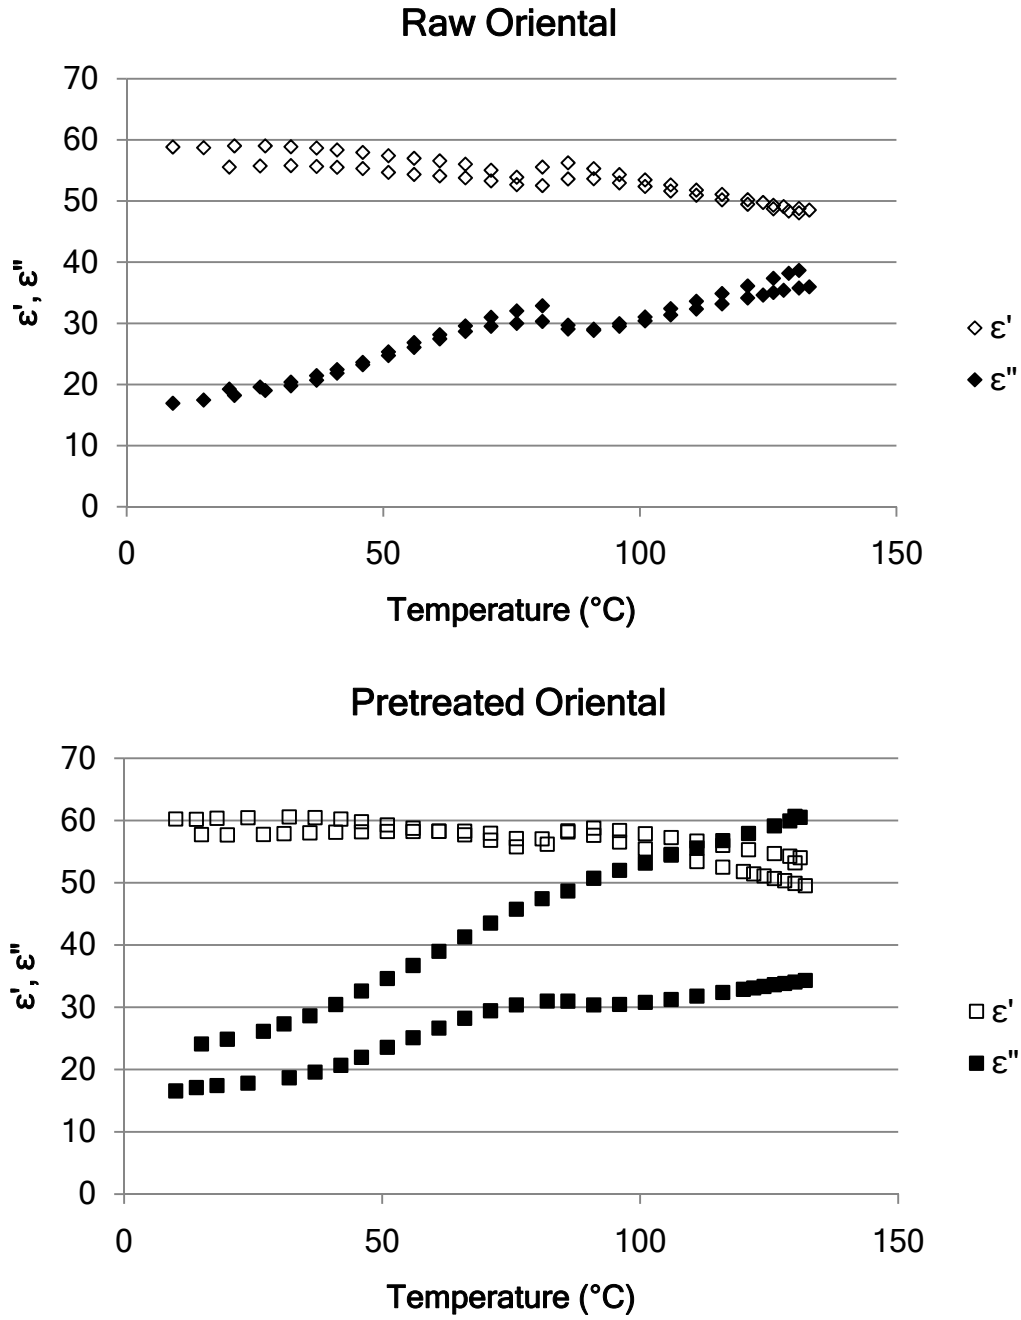 Raw Oriental
70
60
50
40
30
20
10
0
0 50 100 150
ε', ε"
Temperature (°C)
ε'
ε"
Pretreated Oriental
70
60
50
40
30
20
10
0
0 50 100 150
ε', ε"
Temperature (°C)
ε'
ε"